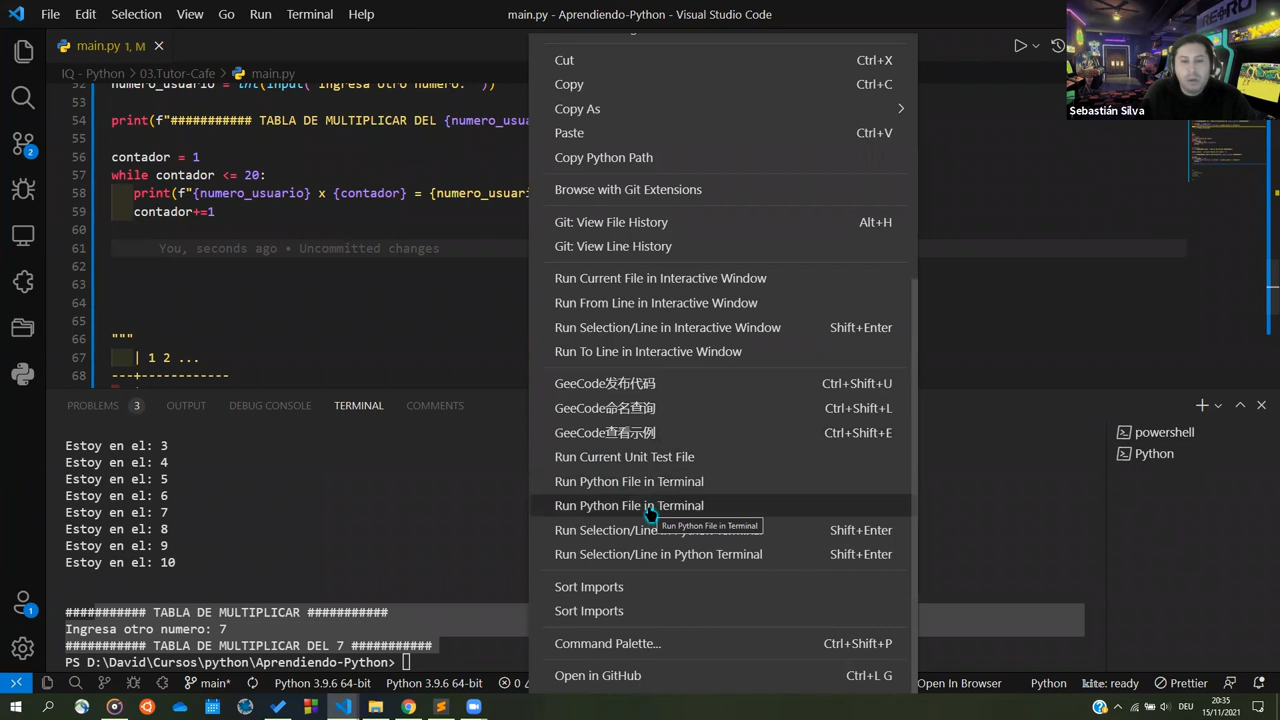 File Edit Selection View Go Run Terminal Help
main.py - Aprendiendo-Python - Visual Studio Code
main.py 1, M
IQ - Python > 03.Tutor-Cafe > main.py
52 numero_usuario = int(input("Ingresa otro numero: "))
53
54 print(f"########### TABLA DE MULTIPLICAR DEL {numero_usua
55
56 contador = 1
57 while contador <= 20:
58 print(f"{numero_usuario} x {contador} = {numero_usuari
59 contador+=1
60
61 You, seconds ago • Uncommitted changes
62
63
64
65
66 """
67 | 1 2 ...
68 ---+------------
Cut Ctrl+X
Copy Ctrl+C
Copy As
Paste Ctrl+V
Copy Python Path
Browse with Git Extensions
Git: View File History Alt+H
Git: View Line History
Run Current File in Interactive Window
Run From Line in Interactive Window
Run Selection/Line in Interactive Window Shift+Enter
Run To Line in Interactive Window
GeeCode发布代码 Ctrl+Shift+U
GeeCode命名查询 Ctrl+Shift+L
GeeCode查看示例 Ctrl+Shift+E
Run Current Unit Test File
Run Python File in Terminal
Run Python File in Terminal
Run Python File in Terminal
Run Selection/Line Shift+Enter
Run Selection/Line in Python Terminal Shift+Enter
Sort Imports
Sort Imports
Command Palette... Ctrl+Shift+P
Open in GitHub Ctrl+L G
Sebastián Silva
PROBLEMS 3 OUTPUT DEBUG CONSOLE TERMINAL COMMENTS
Estoy en el: 3
Estoy en el: 4
Estoy en el: 5
Estoy en el: 6
Estoy en el: 7
Estoy en el: 8
Estoy en el: 9
Estoy en el: 10
########### TABLA DE MULTIPLICAR ###########
Ingresa otro numero: 7
########### TABLA DE MULTIPLICAR DEL 7 ###########
PS D:\David\Cursos\python\Aprendiendo-Python>
powershell
Python
2
1
main* Python 3.9.6 64-bit Python 3.9.6 64-bit 0 Open In Browser Python kite: ready Prettier
DEU 20:35
15/11/2021